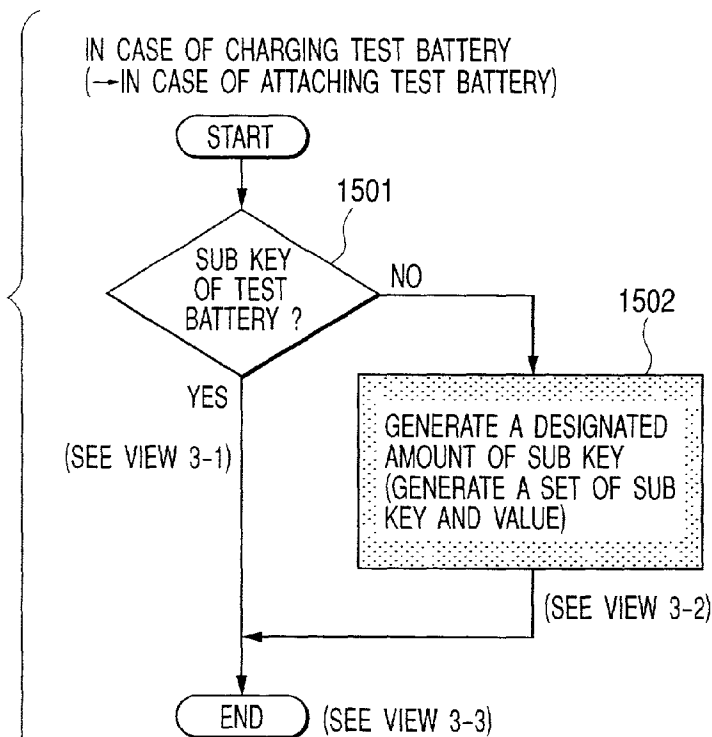 IN CASE OF CHARGING TEST BATTERY
(→IN CASE OF ATTACHING TEST BATTERY)
START
1501
SUB KEY
OF TEST
BATTERY ?
NO
1502
YES
GENERATE A DESIGNATED
AMOUNT OF SUB KEY
(GENERATE A SET OF SUB
KEY AND VALUE)
(SEE VIEW 3-1)
(SEE VIEW 3-2)
END
(SEE VIEW 3-3)